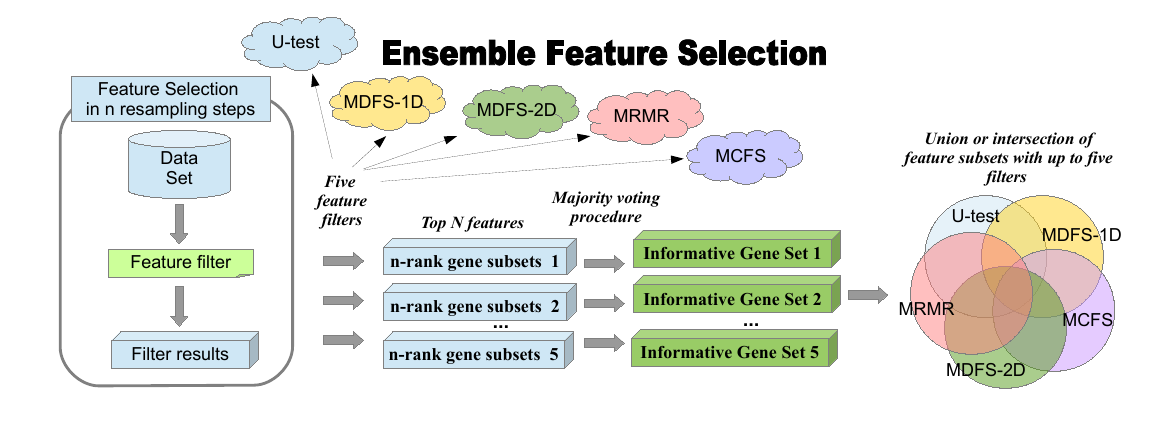 Ensemble Feature Selection
U-test
MDFS-1D
MDFS-2D
MRMR
MCFS
Feature Selection
in n resampling steps
Data
Set
Feature filter
Filter results
Five
feature
filters
Top N features
Majority voting
procedure
n-rank gene subsets 1
n-rank gene subsets 2
...
n-rank gene subsets 5
Informative Gene Set 1
Informative Gene Set 2
...
Informative Gene Set 5
Union or intersection of
feature subsets with up to five
filters
U-test
MDFS-1D
MRMR
MCFS
MDFS-2D